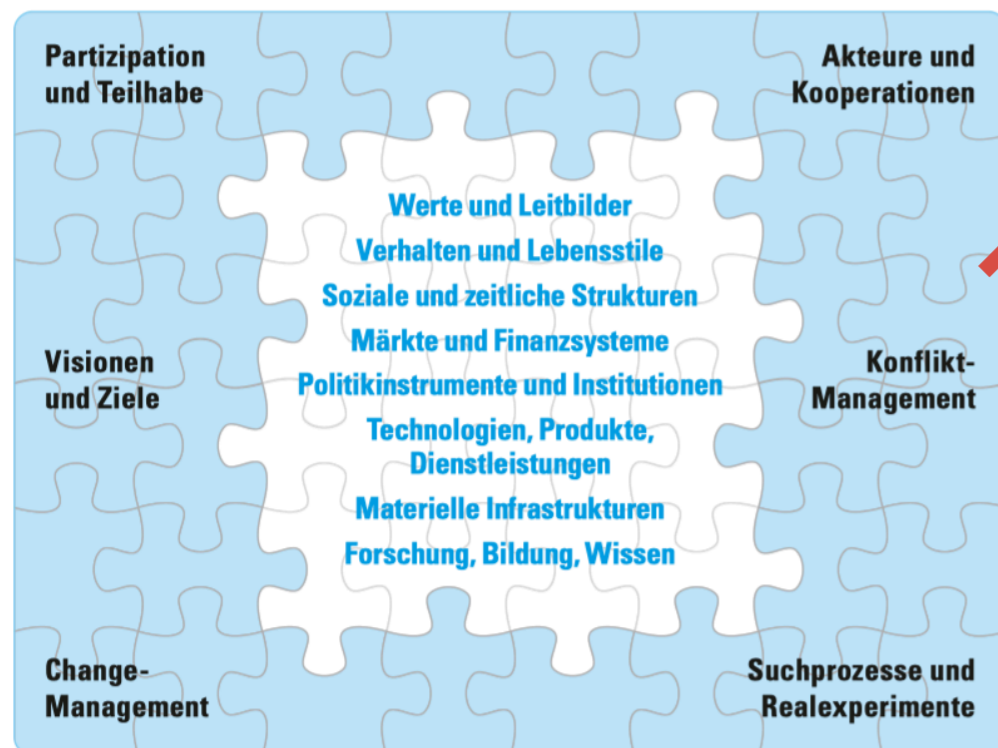 Partizipation
und Teilhabe
Akteure und
Kooperationen
Werte und Leitbilder
Verhalten und Lebensstile
Soziale und zeitliche Strukturen
Märkte und Finanzsysteme
Visionen
und Ziele
Konflikt-
Management
Politikinstrumente und Institutionen
Technologien, Produkte,
Dienstleistungen
Materielle Infrastrukturen
Forschung, Bildung, Wissen
Change-
Management
Suchprozesse und
Realexperimente